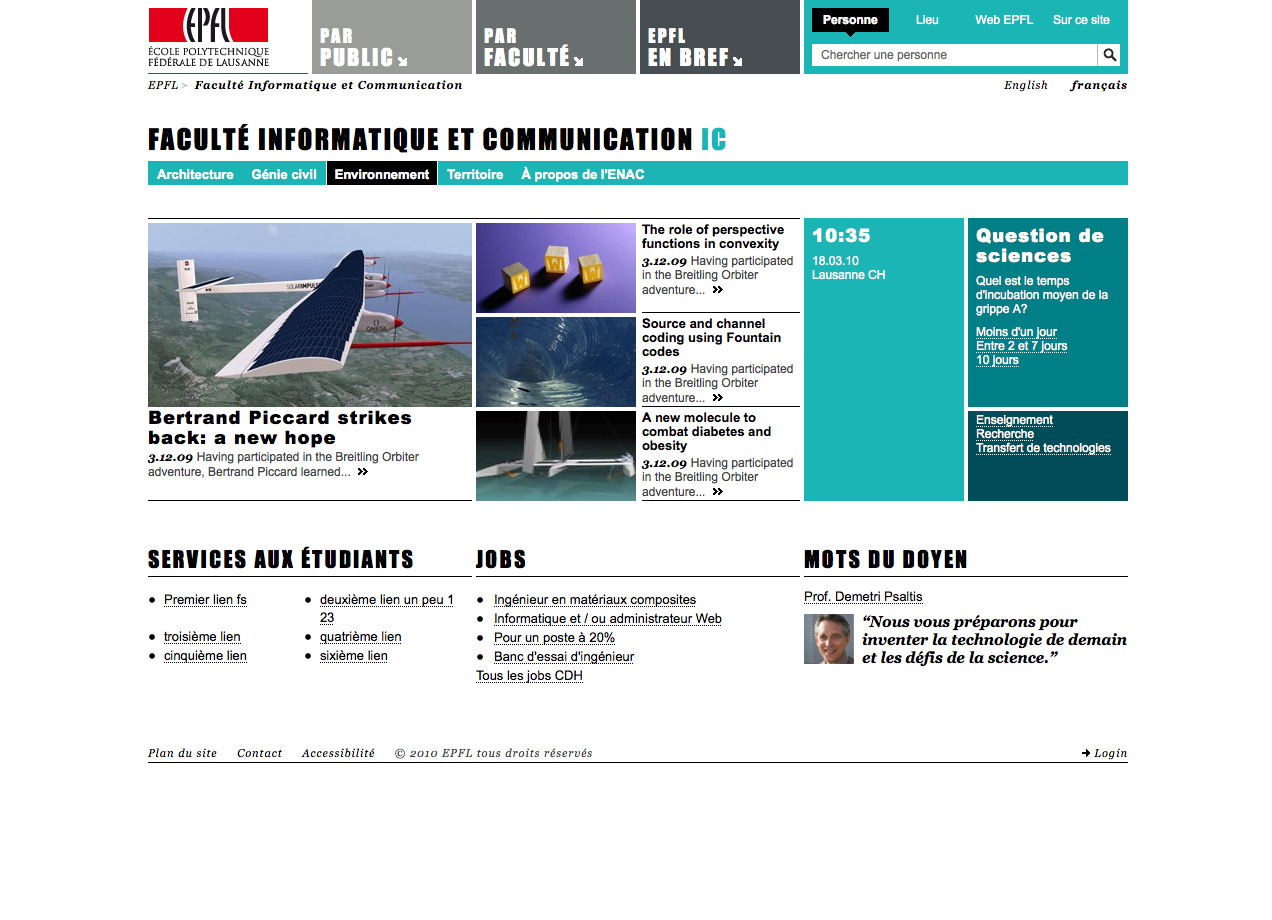 EPFL
ÉCOLE POLYTECHNIQUE
FÉDÉRALE DE LAUSANNE
PAR
PUBLIC
PAR
FACULTÉ
EPFL
EN BREF
Personne Lieu Web EPFL Sur ce site
Chercher une personne
EPFL > Faculté Informatique et Communication
English français
FACULTÉ INFORMATIQUE ET COMMUNICATION IC
Architecture Génie civil Environnement Territoire À propos de l'ENAC
SOLARIMPULSE
OMEGA
Bertrand Piccard strikes
back: a new hope
3.12.09 Having participated in the Breitling Orbiter
adventure, Bertrand Piccard learned... »
The role of perspective
functions in convexity
3.12.09 Having participated
in the Breitling Orbiter
adventure... »
Source and channel
coding using Fountain
codes
3.12.09 Having participated
in the Breitling Orbiter
adventure... »
A new molecule to
combat diabetes and
obesity
3.12.09 Having participated
in the Breitling Orbiter
adventure... »
10:35
18.03.10
Lausanne CH
Question de
sciences
Quel est le temps
d'incubation moyen de la
grippe A?
Moins d'un jour
Entre 2 et 7 jours
10 jours
Enseignement
Recherche
Transfert de technologies
SERVICES AUX ÉTUDIANTS
• Premier lien fs
• deuxième lien un peu 1
23
• troisième lien
• quatrième lien
• cinquième lien
• sixième lien
JOBS
• Ingénieur en matériaux composites
• Informatique et / ou administrateur Web
• Pour un poste à 20%
• Banc d'essai d'ingénieur
Tous les jobs CDH
MOTS DU DOYEN
Prof. Demetri Psaltis
“Nous vous préparons pour
inventer la technologie de demain
et les défis de la science.”
Plan du site Contact Accessibilité © 2010 EPFL tous droits réservés
Login